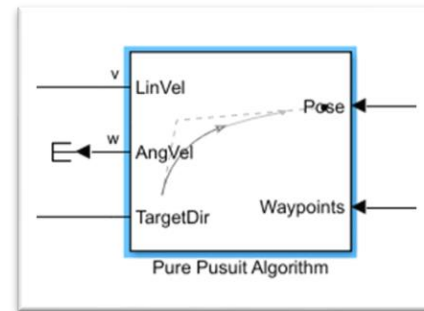 v
LinVel
Pose
w
AngVel
TargetDir
Waypoints
Pure Pusuit Algorithm